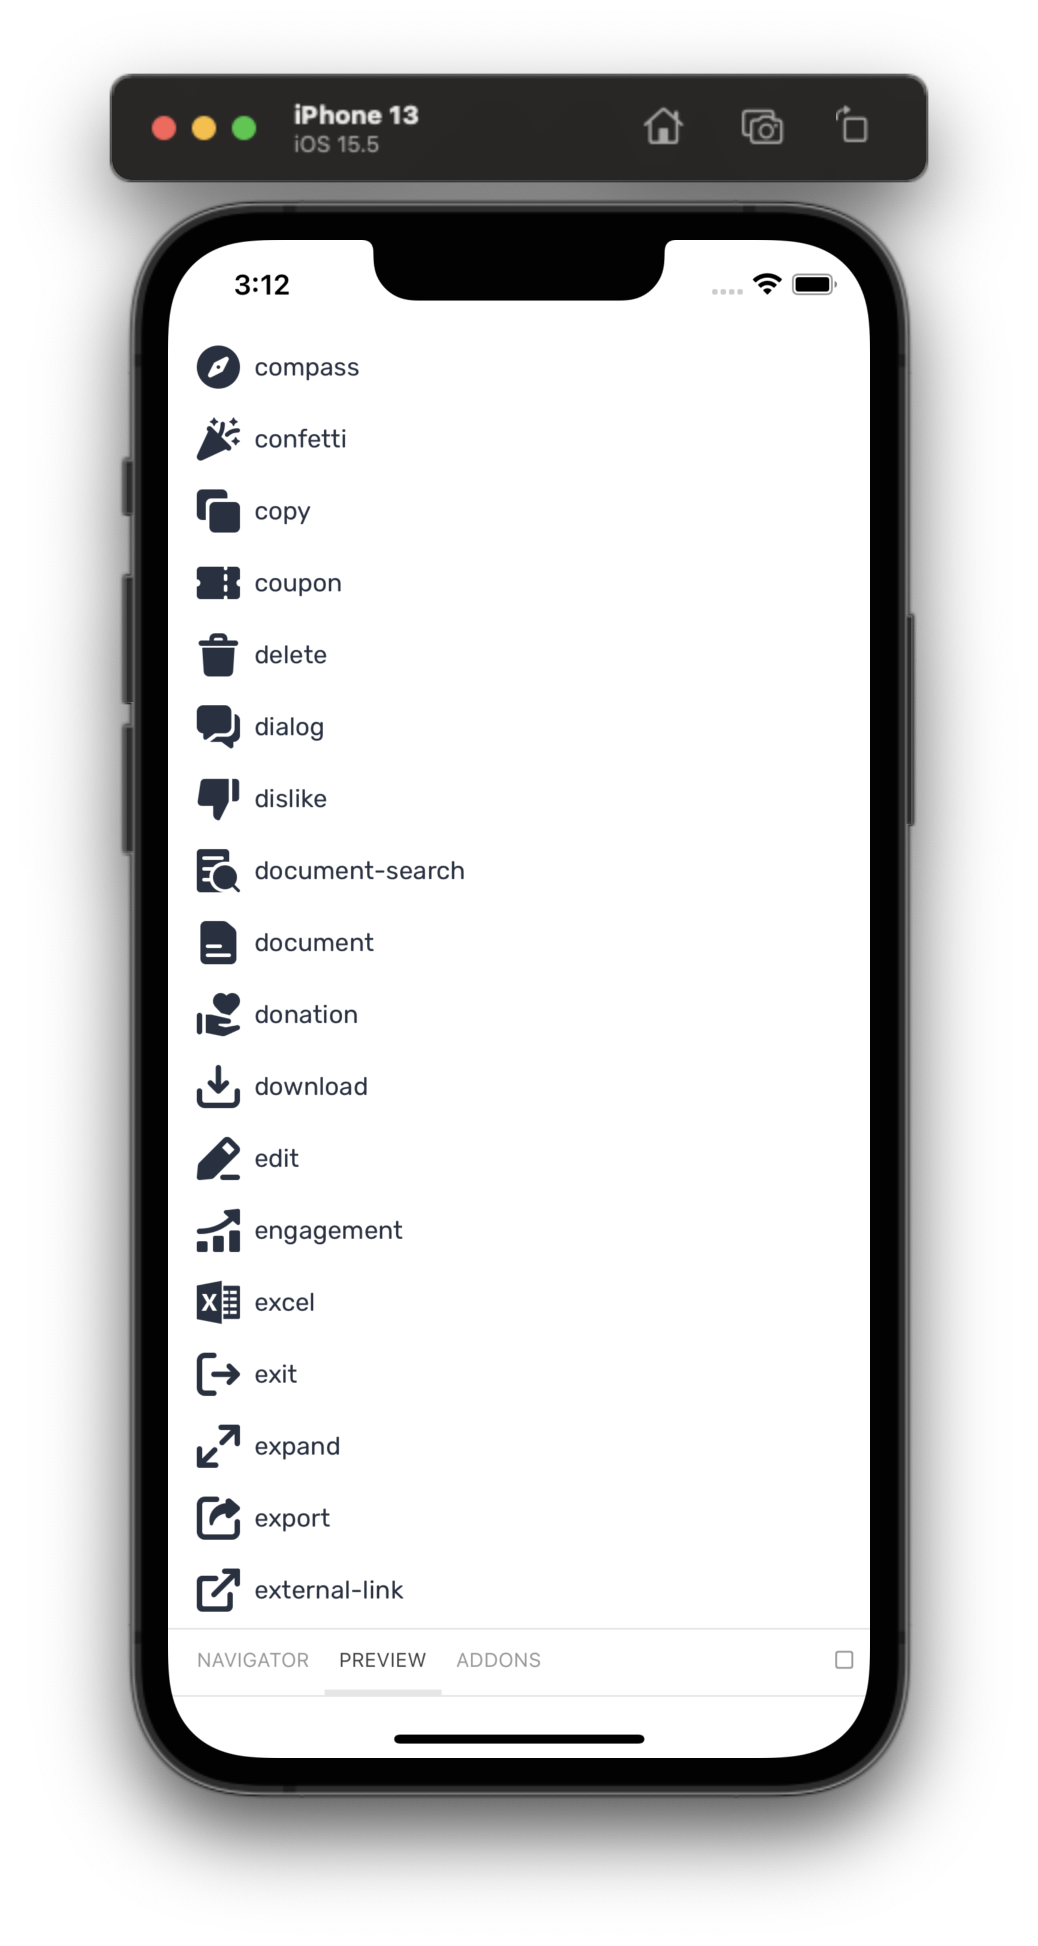 iPhone 13
iOS 15.5
3:12
compass
confetti
copy
coupon
delete
dialog
dislike
document-search
document
donation
download
edit
engagement
X excel
exit
expand
export
external-link
NAVIGATOR PREVIEW ADDONS